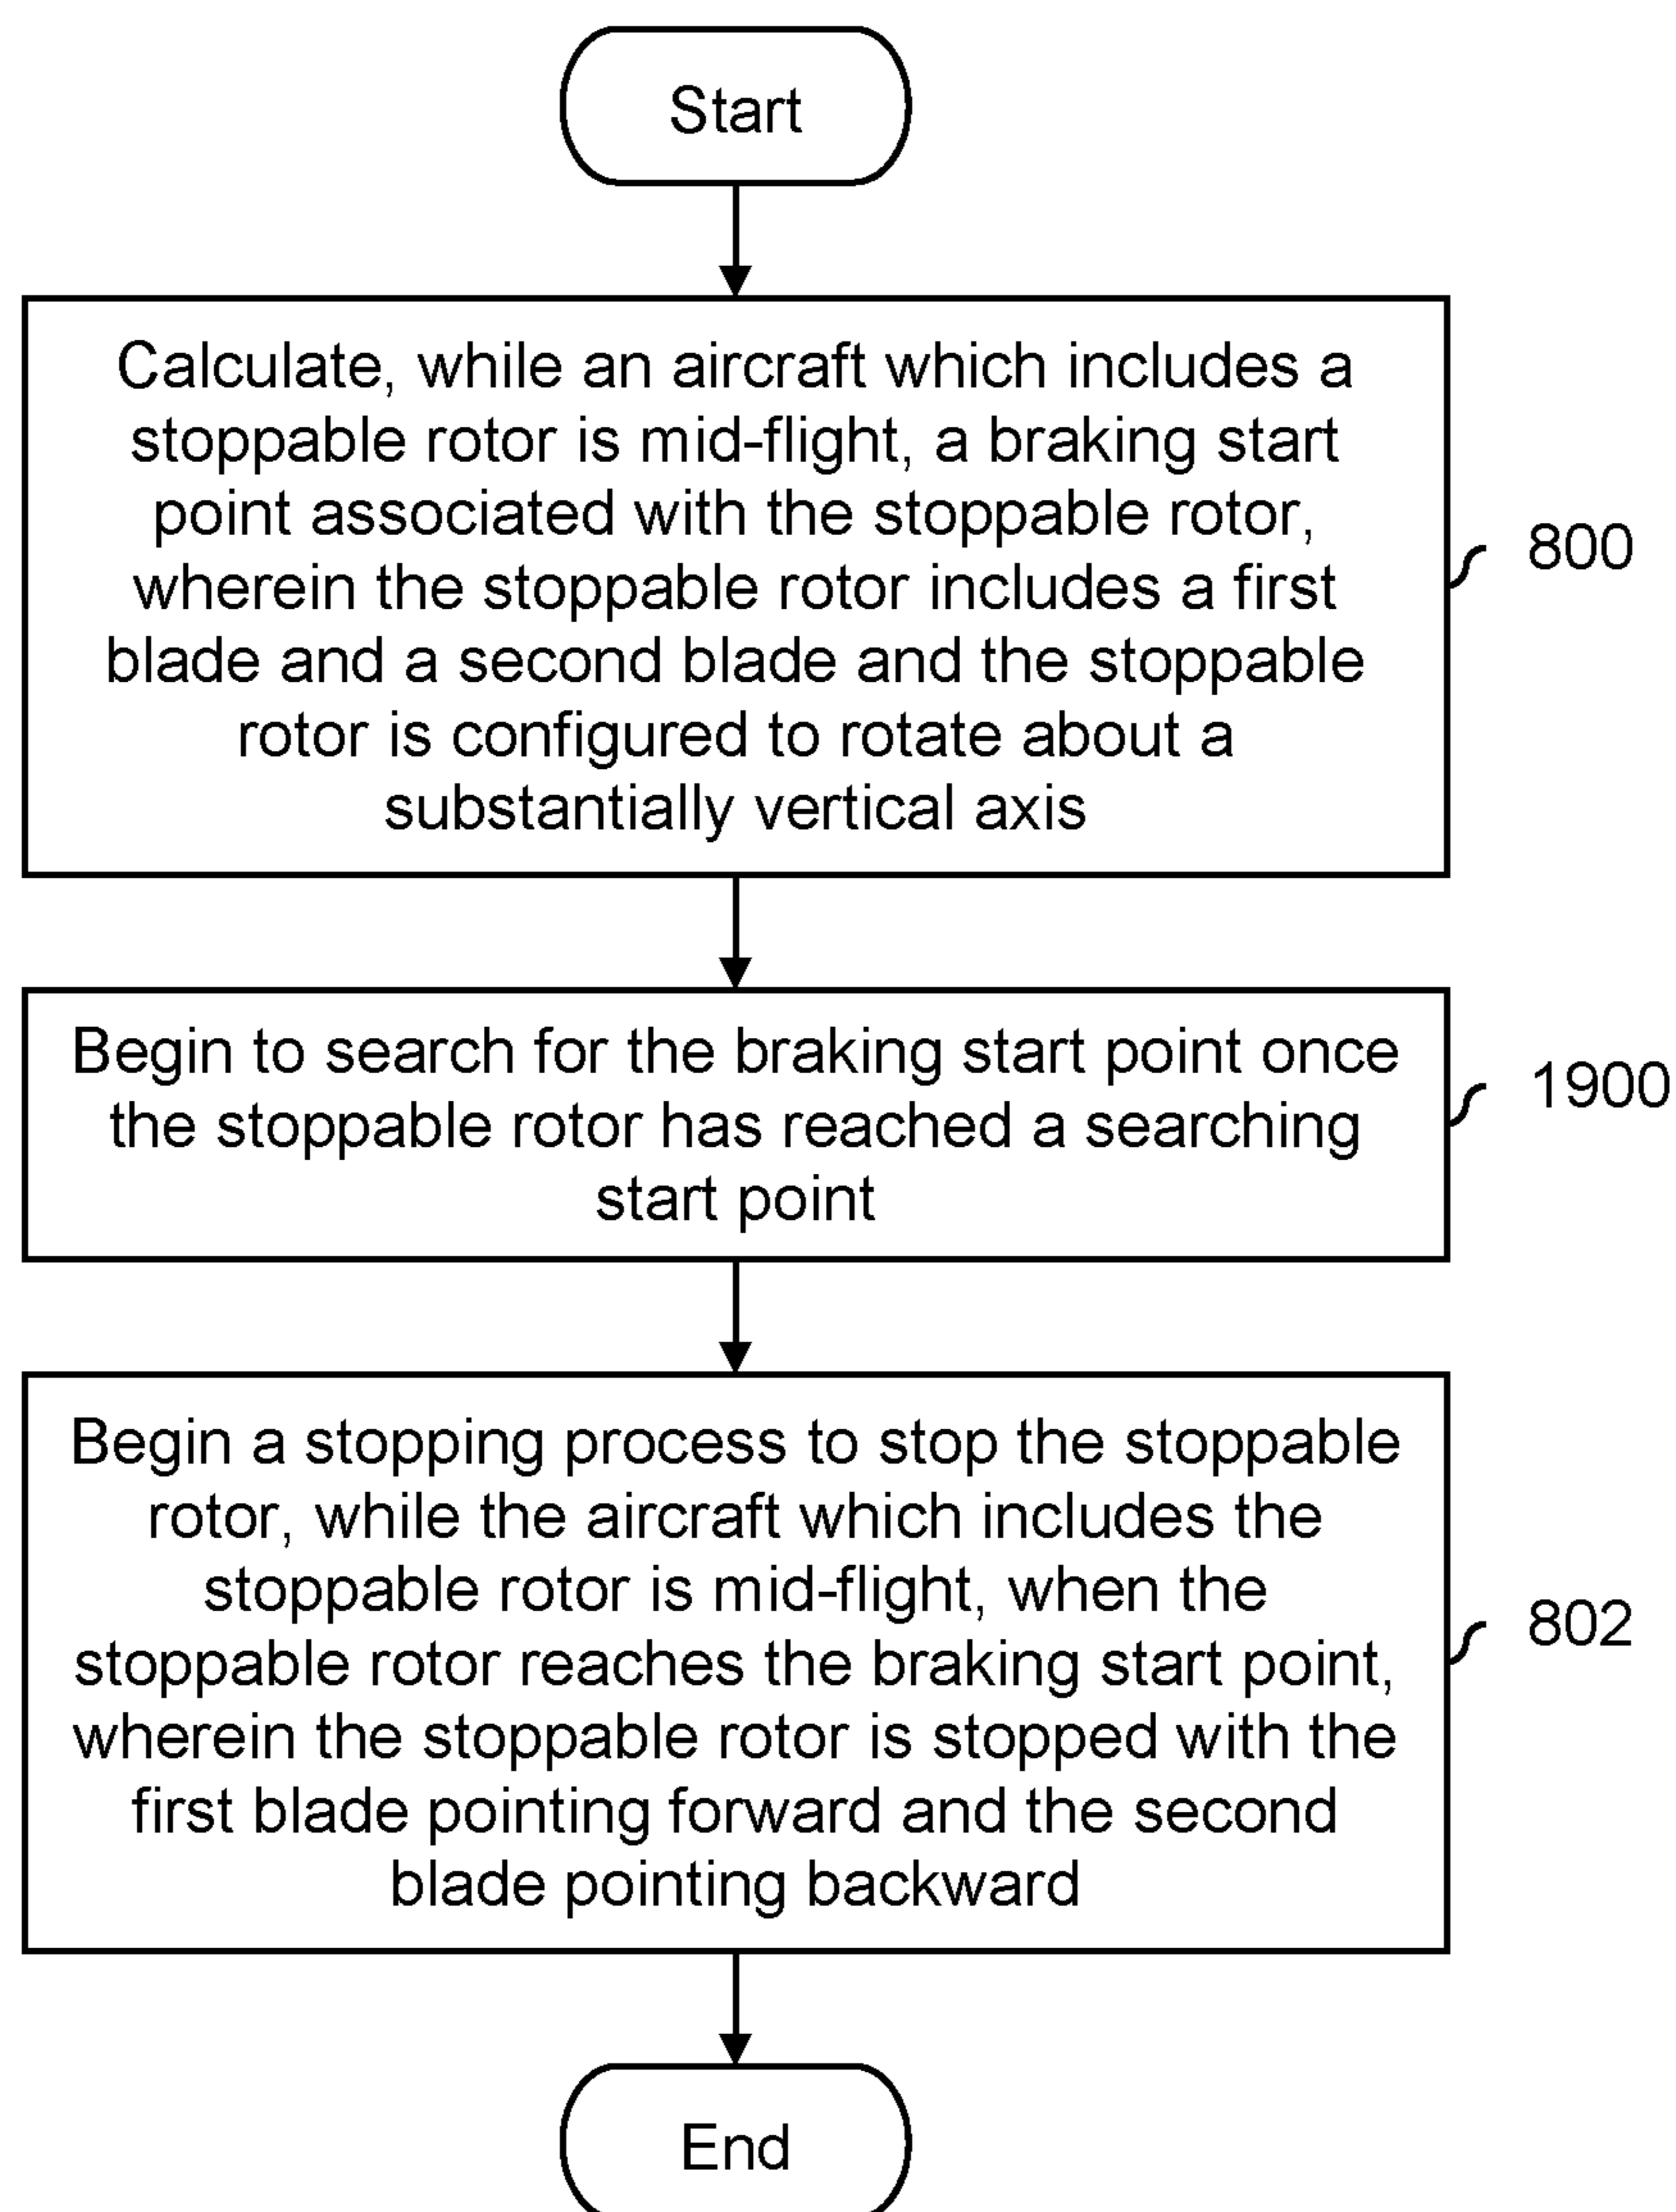 Start
Calculate, while an aircraft which includes a
stoppable rotor is mid-flight, a braking start
point associated with the stoppable rotor,
wherein the stoppable rotor includes a first
blade and a second blade and the stoppable
rotor is configured to rotate about a
substantially vertical axis
800
Begin to search for the braking start point once
the stoppable rotor has reached a searching
start point
1900
Begin a stopping process to stop the stoppable
rotor, while the aircraft which includes the
stoppable rotor is mid-flight, when the
stoppable rotor reaches the braking start point,
wherein the stoppable rotor is stopped with the
first blade pointing forward and the second
blade pointing backward
802
End